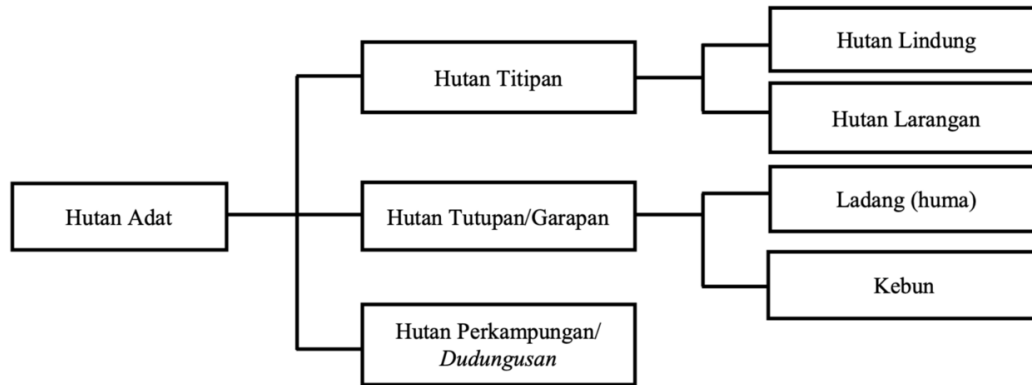 Hutan Adat
Hutan Titipan
Hutan Lindung
Hutan Larangan
Hutan Tutupan/Garapan
Ladang (huma)
Kebun
Hutan Perkampungan/
Dudungusan